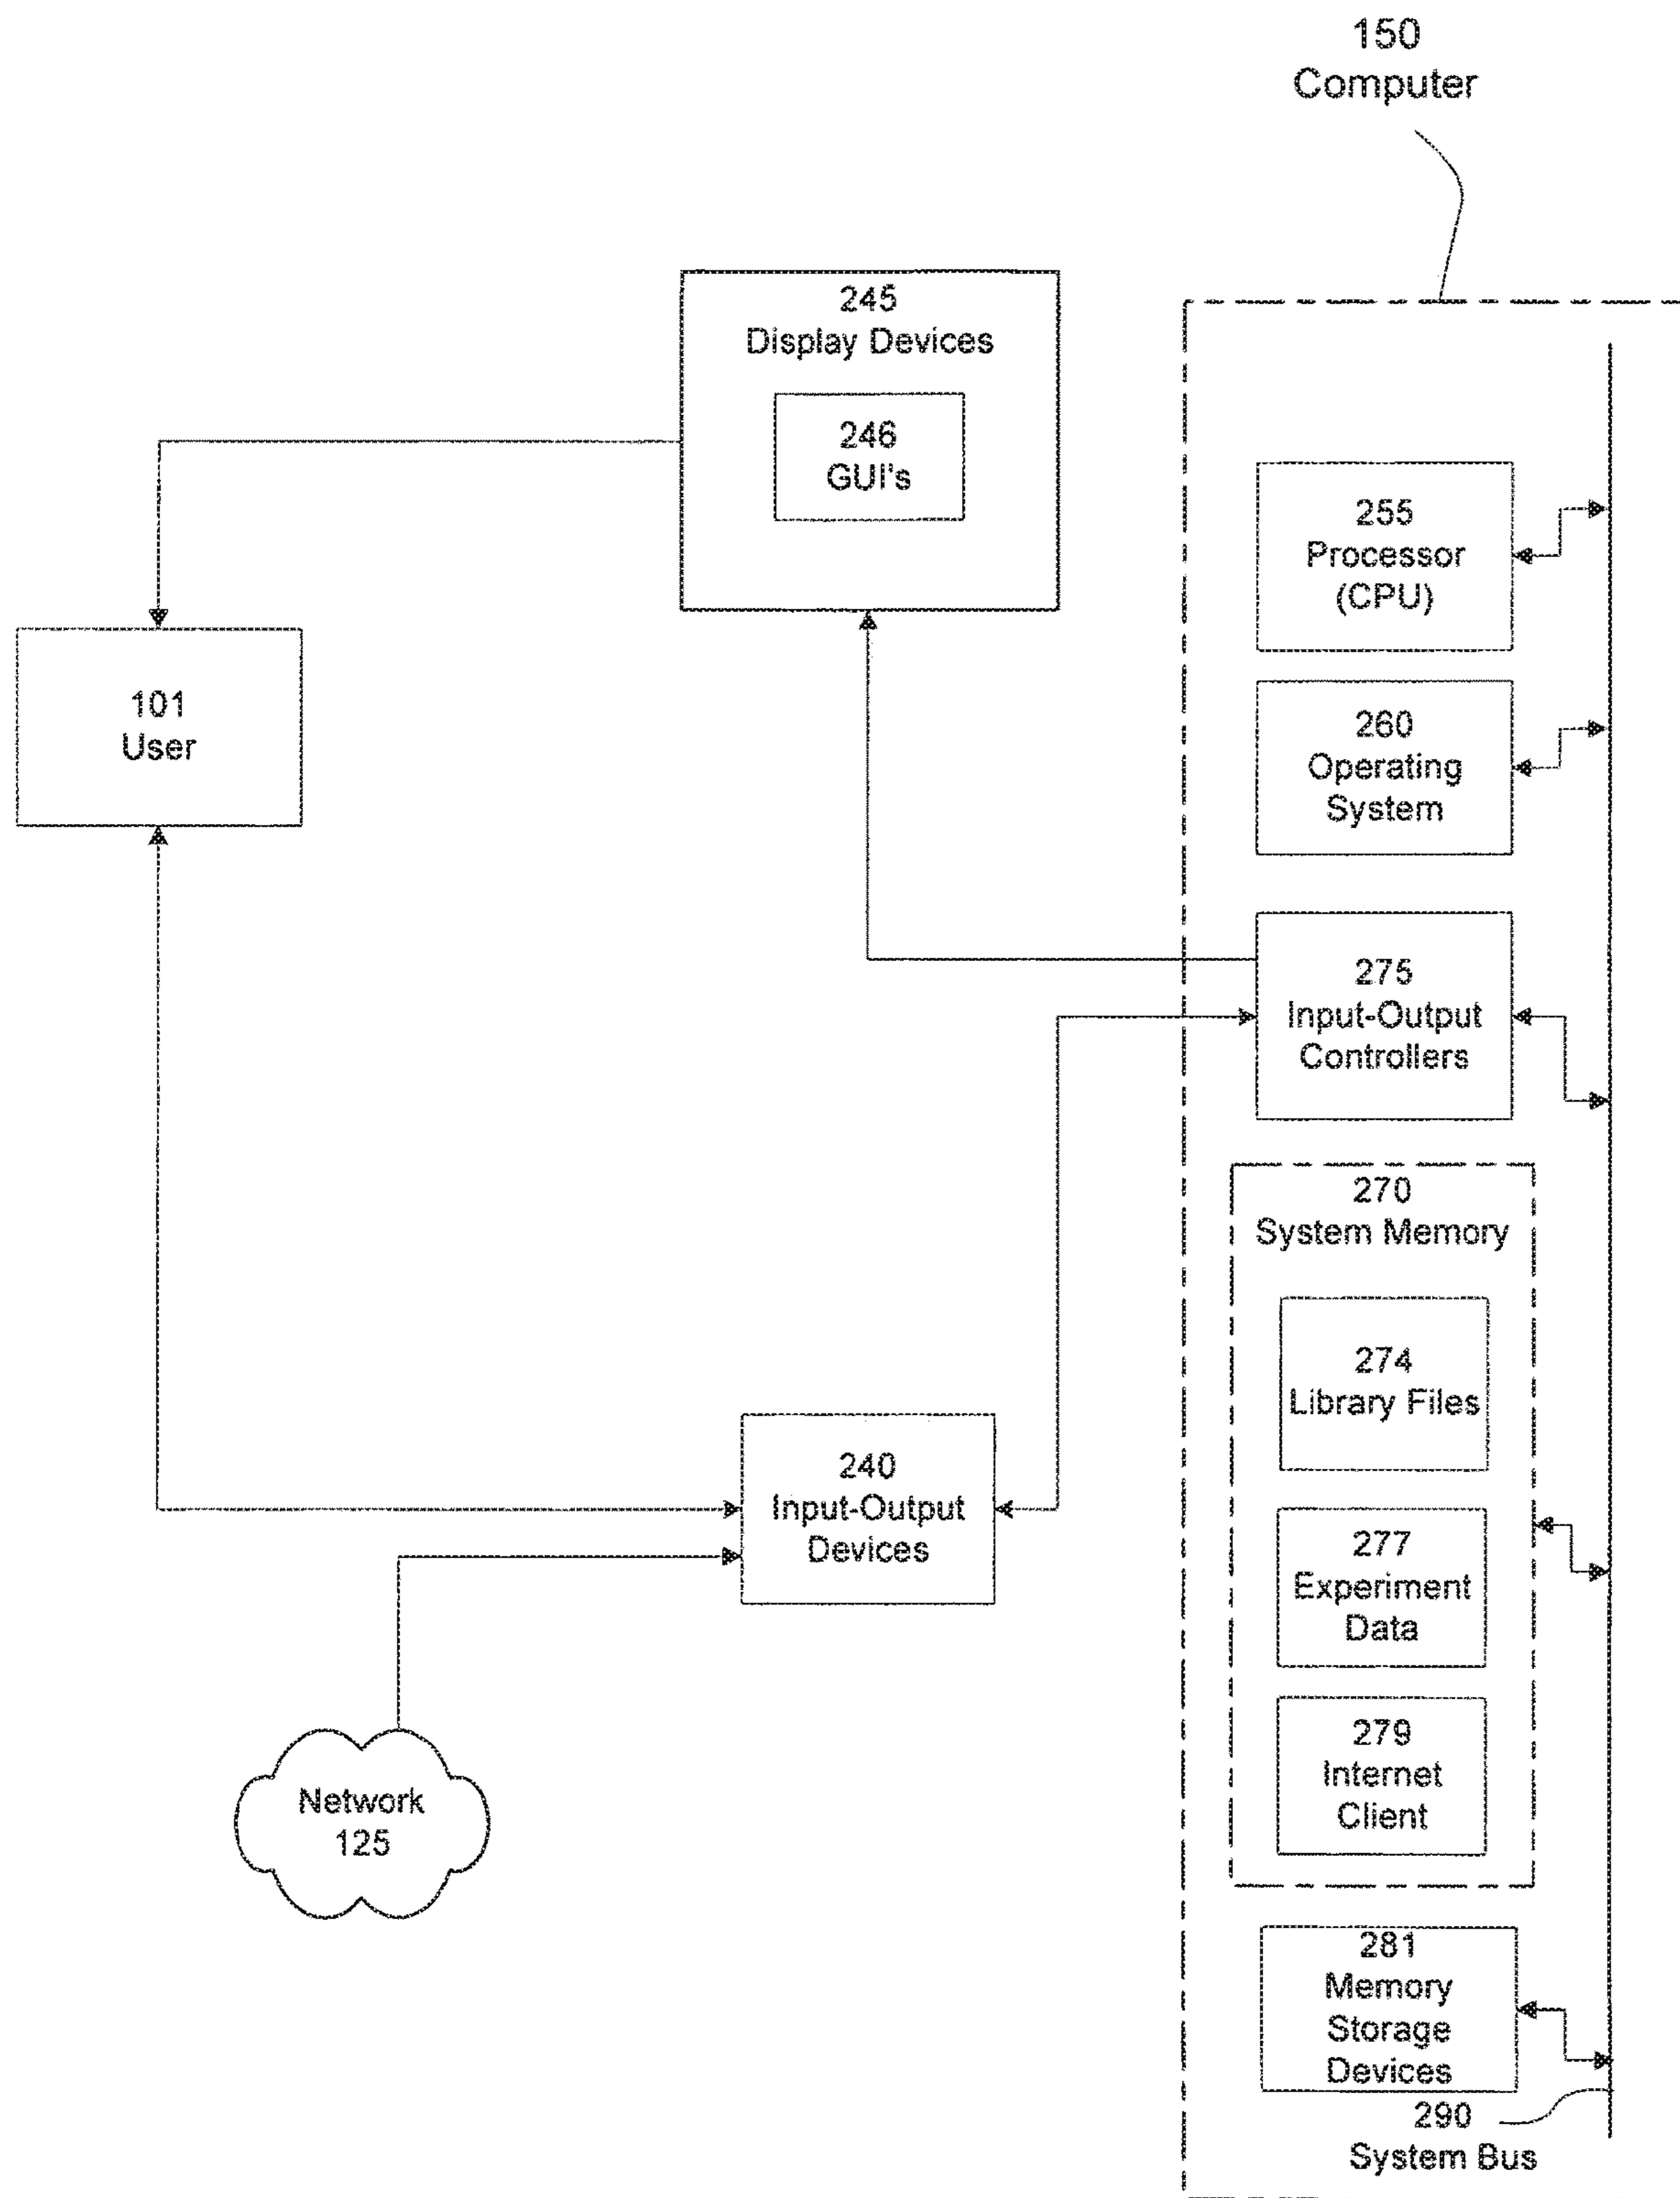 150
Computer
245
Display Devices
246
GUI's
101
User
255
Processor
(CPU)
260
Operating
System
275
Input-Output
Controllers
270
System Memory
274
Library Files
240
Input-Output
Devices
277
Experiment
Data
279
Internet
Client
Network
125
281
Memory
Storage
Devices
290
System Bus